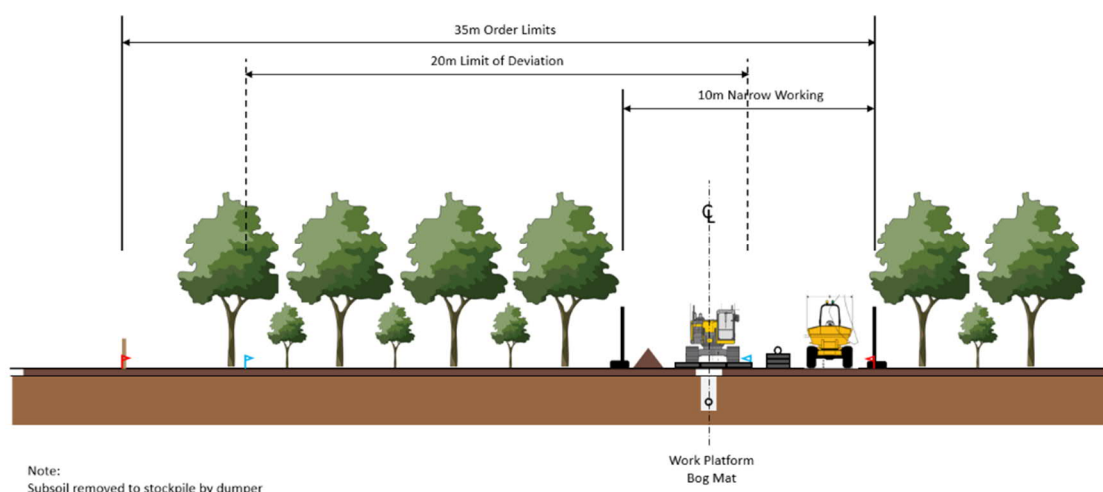 35m Order Limits
20m Limit of Deviation
10m Narrow Working
℄
Work Platform
Bog Mat
Note:
Subsoil removed to stockpile by dumper